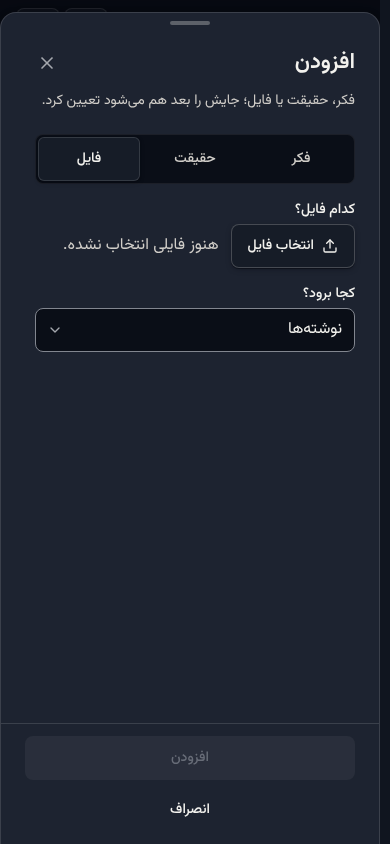 افزودن
فکر، حقیقت یا فایل؛ جایش را بعد هم می‌شود تعیین کرد.
فکر
حقیقت
فایل
کدام فایل؟
انتخاب فایل
هنوز فایلی انتخاب نشده.
کجا برود؟
نوشته‌ها
افزودن
انصراف